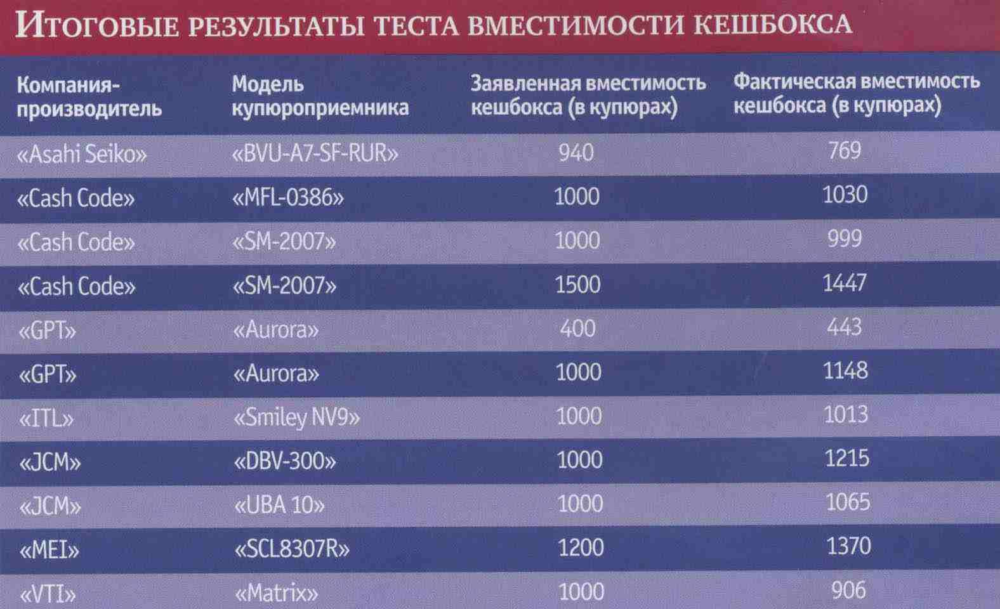 Итоговые результаты теста вместимости кешбокса
Компания-производитель Модель купюроприемника Заявленная вместимость кешбокса (в купюрах) Фактическая вместимость кешбокса (в купюрах)
«Asahi Seiko» «BVU-A7-SF-RUR» 940 769
«Cash Code» «MFL-0386» 1000 1030
«Cash Code» «SM-2007» 1000 999
«Cash Code» «SM-2007» 1500 1447
«GPT» «Aurora» 400 443
«GPT» «Aurora» 1000 1148
«ITL» «Smiley NV9» 1000 1013
«JCM» «DBV-300» 1000 1215
«JCM» «UBA 10» 1000 1065
«MEI» «SCL8307R» 1200 1370
«VTI» «Matrix» 1000 906